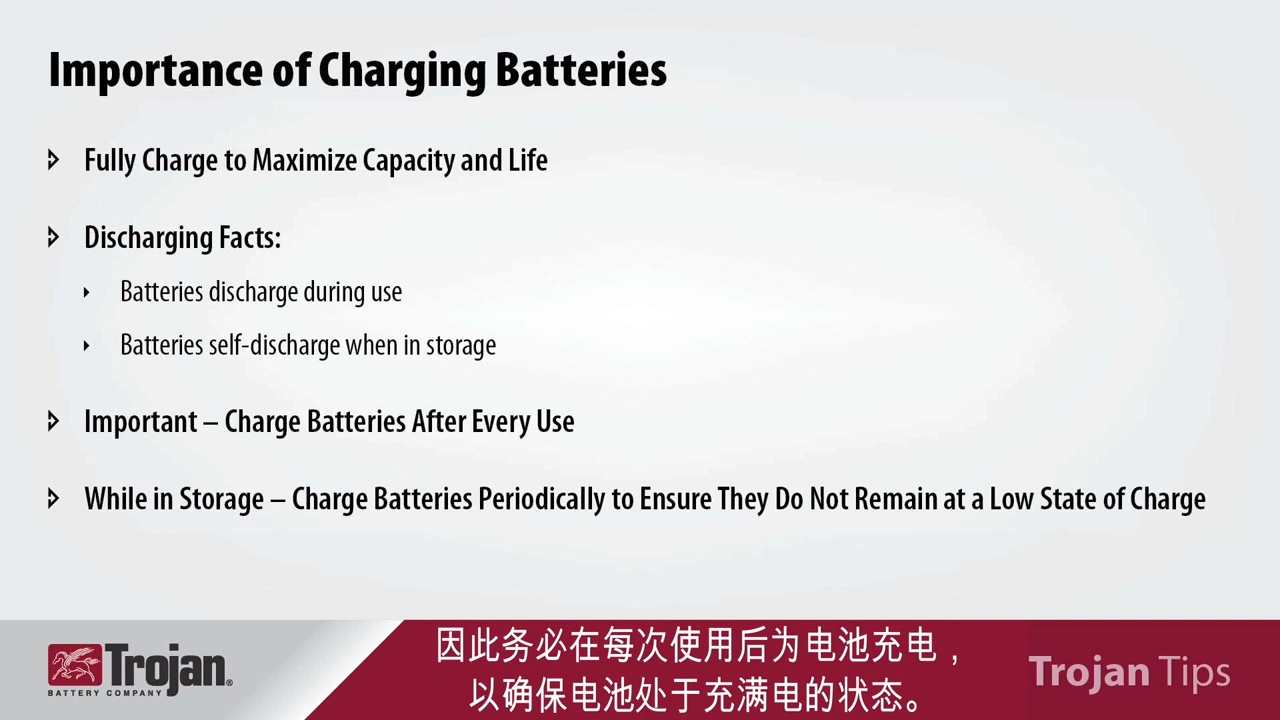 Importance of Charging Batteries
Fully Charge to Maximize Capacity and Life
Discharging Facts:
Batteries discharge during use
Batteries self-discharge when in storage
Important – Charge Batteries After Every Use
While in Storage – Charge Batteries Periodically to Ensure They Do Not Remain at a Low State of Charge
因此务必在每次使用后为电池充电，
以确保电池处于充满电的状态。
Trojan®
BATTERY COMPANY
Trojan Tips